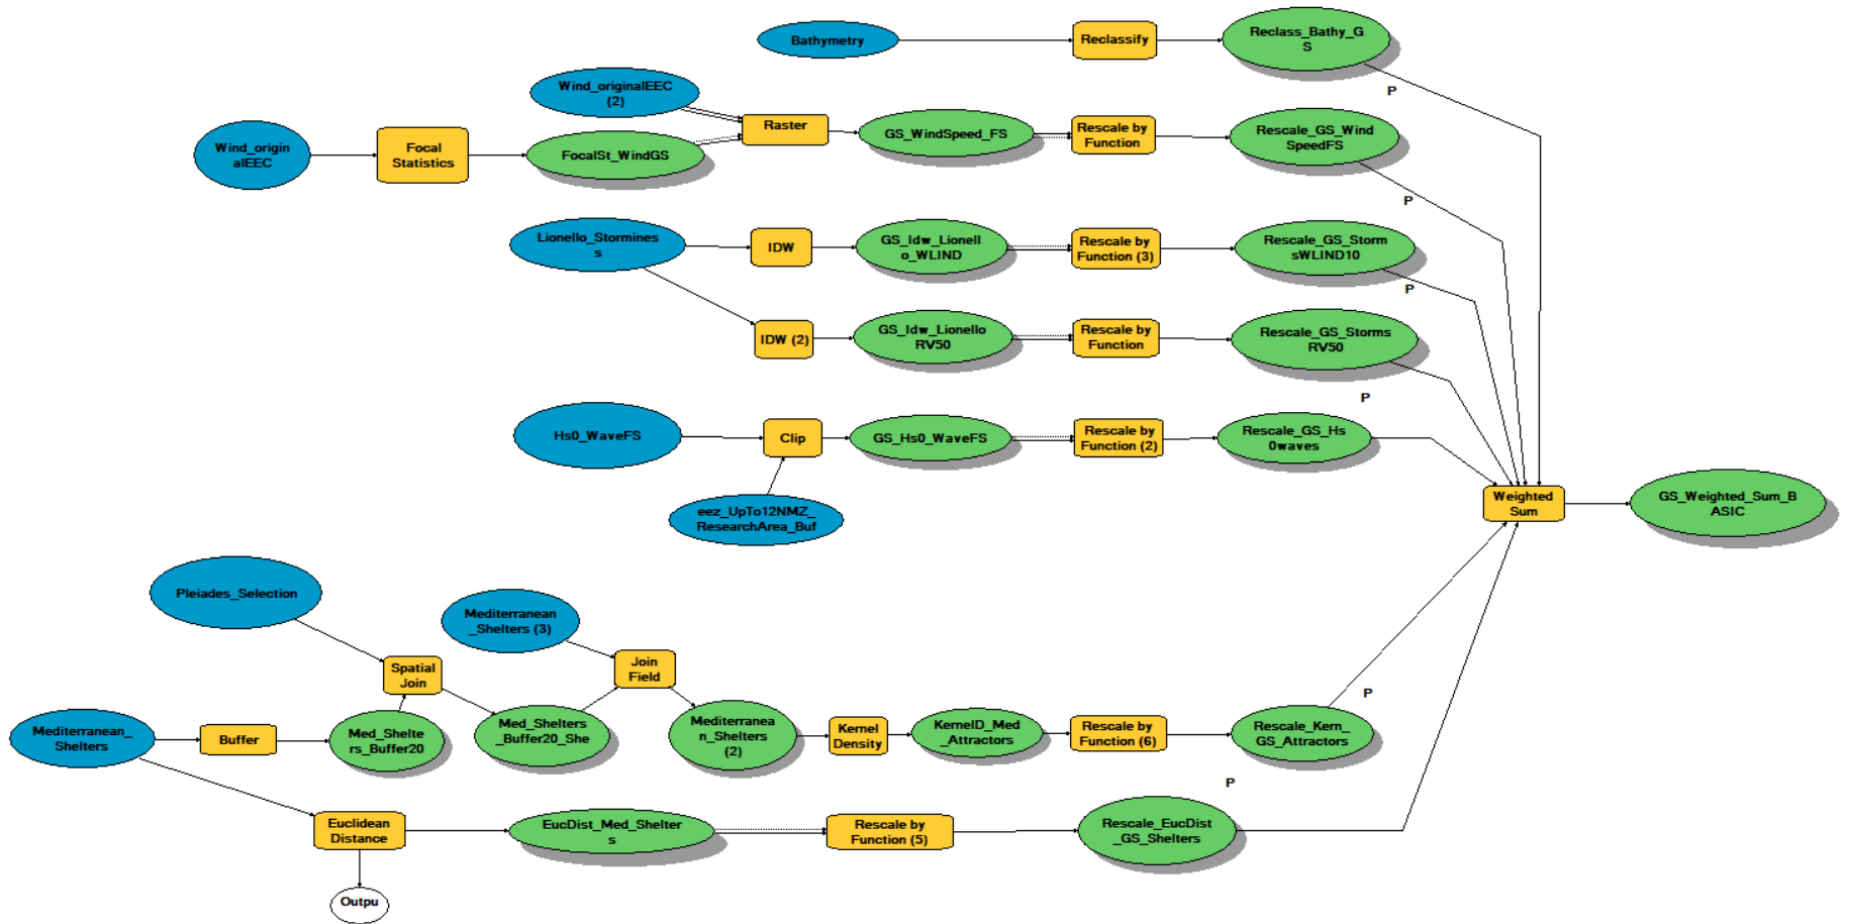 Bathymetry
Reclassify
Reclass_Bathy_G
S
P
Wind_originalEEC
(2)
Raster
GS_WindSpeed_FS
Rescale by
Function
Rescale_GS_Wind
SpeedFS
P
Wind_origin
alEEC
Focal
Statistics
FocalSt_WindGS
Lionello_Stormines
s
IDW
GS_Idw_Lionell
o_WLIND
Rescale by
Function (3)
Rescale_GS_Storm
sWLIND10
P
IDW (2)
GS_Idw_Lionello
RV50
Rescale by
Function
Rescale_GS_Storms
RV50
P
Hs0_WaveFS
Clip
GS_Hs0_WaveFS
Rescale by
Function (2)
Rescale_GS_Hs
0waves
eez_UpTo12NMZ_
ResearchArea_Buf
Weighted
Sum
GS_Weighted_Sum_B
ASIC
Pleiades_Selection
Mediterranean
_Shelters (3)
Spatial
Join
Join
Field
Mediterranean_
Shelters
Buffer
Med_Shelte
rs_Buffer20
Med_Shelters
_Buffer20_She
Mediterranea
n_Shelters
(2)
Kernel
Density
KernelD_Med
_Attractors
Rescale by
Function (6)
Rescale_Kern_
GS_Attractors
P
Euclidean
Distance
EucDist_Med_Shelter
s
Rescale by
Function (5)
Rescale_EucDist
_GS_Shelters
P
Outpu